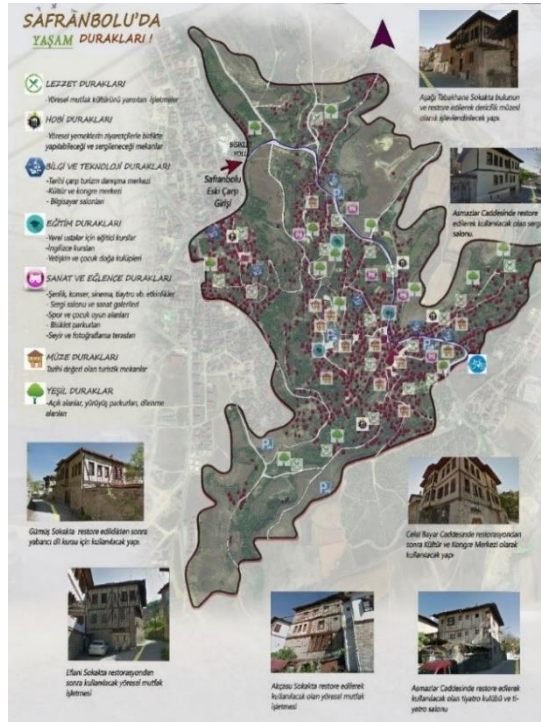 SAFRANBOLU'DA
YAŞAM DURAKLARI !
LEZZET DURAKLARI
-Yöresel mutfak kültürünü yansıtan işletmeler
HOBİ DURAKLARI
-Yöresel yemeklerin ziyaretçilerle birlikte
yapılabileceği ve sergileneceği mekanlar
BİLGİ VE TEKNOLOJİ DURAKLARI
-Tarihi çarşı turizm danışma merkezi
-Kültür ve kongre merkezi
- Bilgisayar salonları
EĞİTİM DURAKLARI
-Yerel ustalar için eğitici kurslar
-İngilizce kursları
-Yetişkin ve çocuk doğa kulüpleri
SANAT VE EĞLENCE DURAKLARI
-Şenlik, konser, sinema, tiaytro vb. etkinlikler
- Sergi salonu ve sanat galerileri
-Spor ve çocuk oyun alanları
- Bisiklet parkurları
-Seyir ve fotoğraflama terasları
MÜZE DURAKLARI
Tarihi değeri olan turistik mekanlar
YEŞİL DURAKLAR
-Açık alanlar, yürüyüş parkurları, dinlenme
alanları
BİSİKLET
YOLU
Safranbolu
Eski Çarşı
Girişi
Aşağı Tabakhane Sokakta bulunun
ve restore edilerek dericilik müzesi
olarak işlevlendirilecek yapı.
Asmazlar Caddesinde restore
edilerek kullanılacak olan sergi
salonu.
Gümüş Sokakta restore edildikten sonra
yabancı dil kursu için kullanılacak yapı
Celal Bayar Caddesinde restorasyondan
sonra Kültür ve Kongre Merkezi olarak
kullanılacak yapı
Eflani Sokakta restorasyondan
sonra kullanılacak yöresel mutfak
işletmesi
Akçasu Sokakta restore edilerek
kullanılacak olan yöresel mutfak
işletmesi
Asmazlar Caddesinde restore edilerek
kullanılacak olan tiyatro kulübü ve ti-
yatro salonu